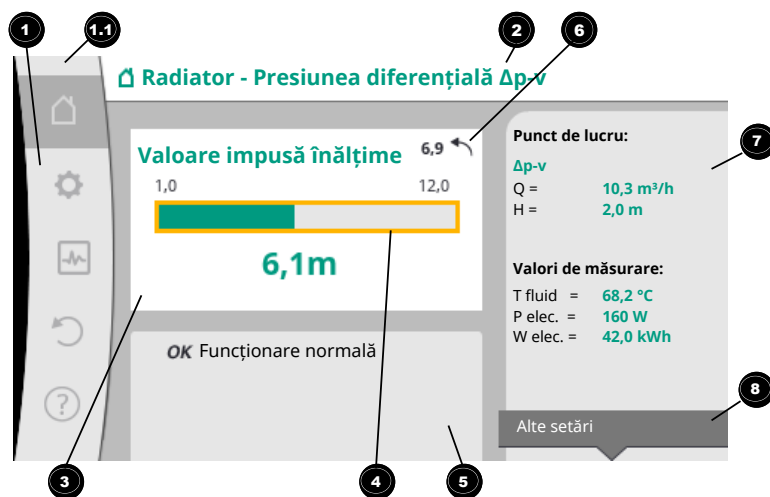 1
1.1
2
6
Radiator - Presiunea diferențială Δp-v
Valoare impusă înălțime
6,9
1,0
12,0
6,1m
OK Funcționare normală
Punct de lucru:
7
Δp-v
Q = 10,3 m³/h
H = 2,0 m
Valori de măsurare:
T fluid = 68,2 °C
P elec. = 160 W
W elec. = 42,0 kWh
8
Alte setări
?
3
4
5